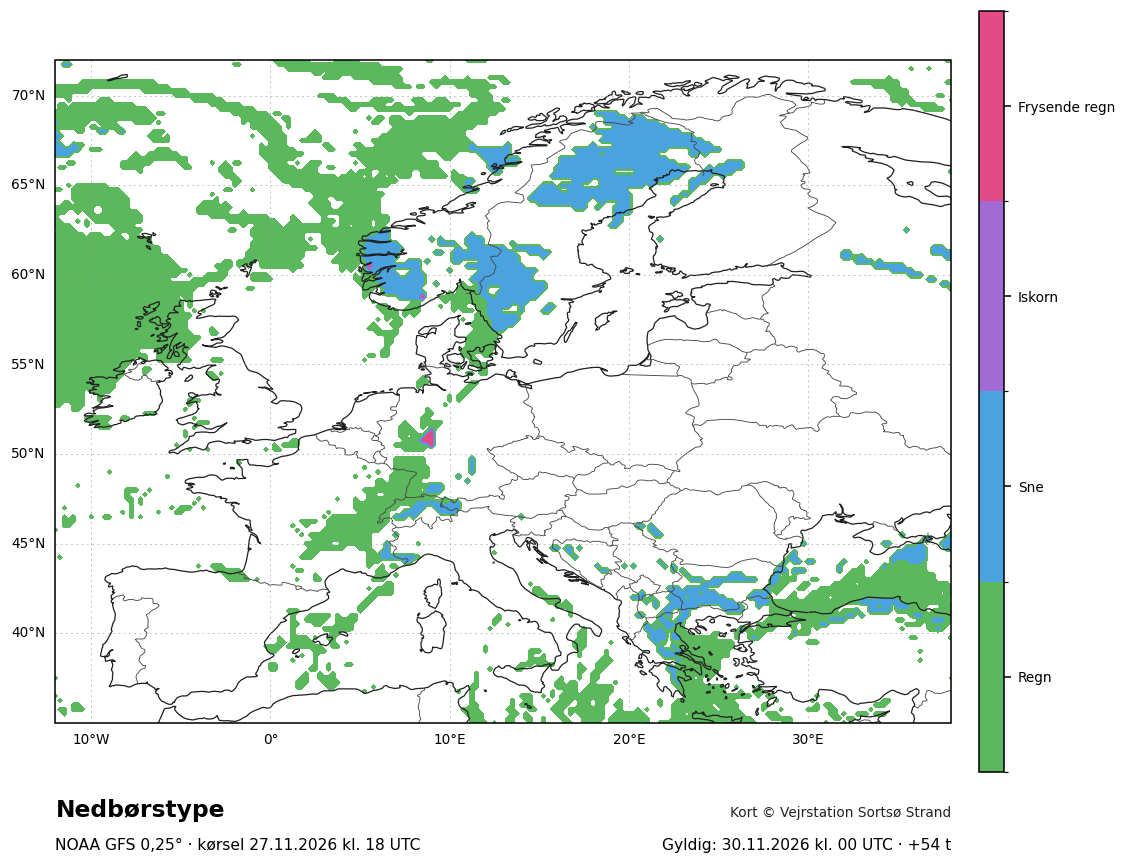 70°N
65°N
60°N
55°N
50°N
45°N
40°N
10°W
0°
10°E
20°E
30°E
Frysende regn
Iskorn
Sne
Regn
Nedbørstype
Kort © Vejrstation Sortsø Strand
NOAA GFS 0,25° · kørsel 27.11.2026 kl. 18 UTC
Gyldig: 30.11.2026 kl. 00 UTC · +54 t